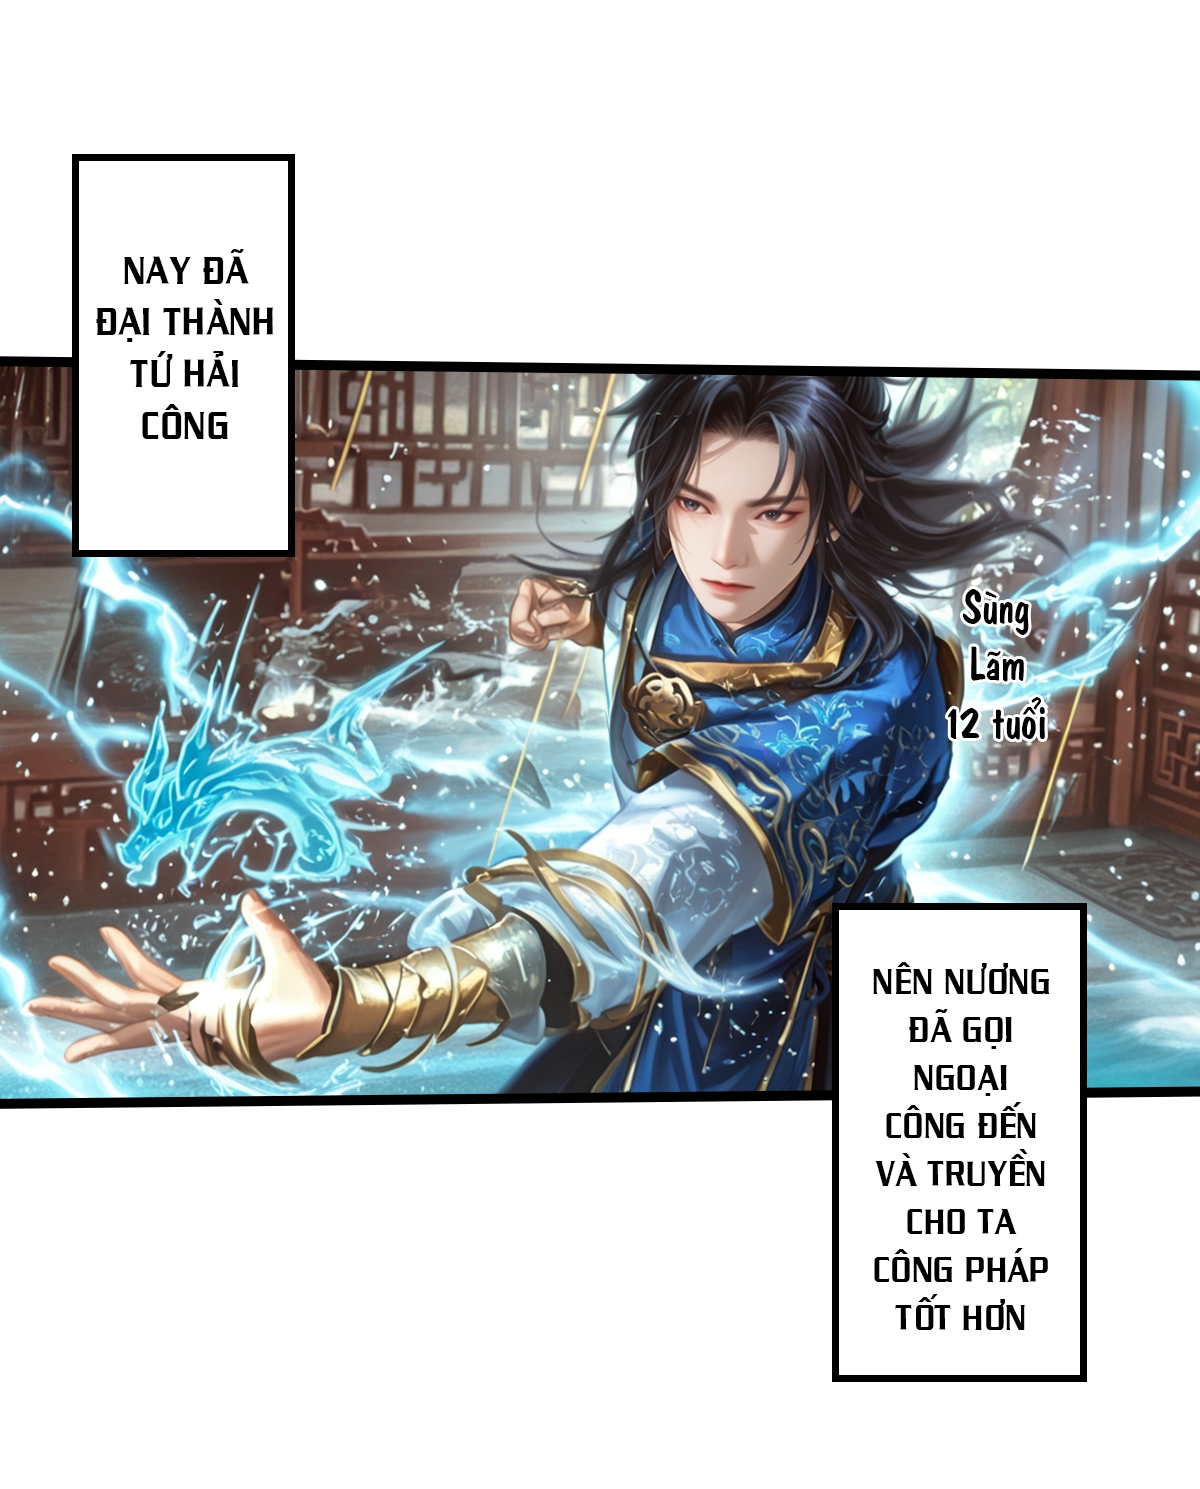 NAY ĐÃ
ĐẠI THÀNH
TỨ HẢI
CÔNG
Sùng
Lãm
12 tuổi
NÊN NƯƠNG
ĐÃ GỌI
NGOẠI
CÔNG ĐẾN
VÀ TRUYỀN
CHO TA
CÔNG PHÁP
TỐT HƠN